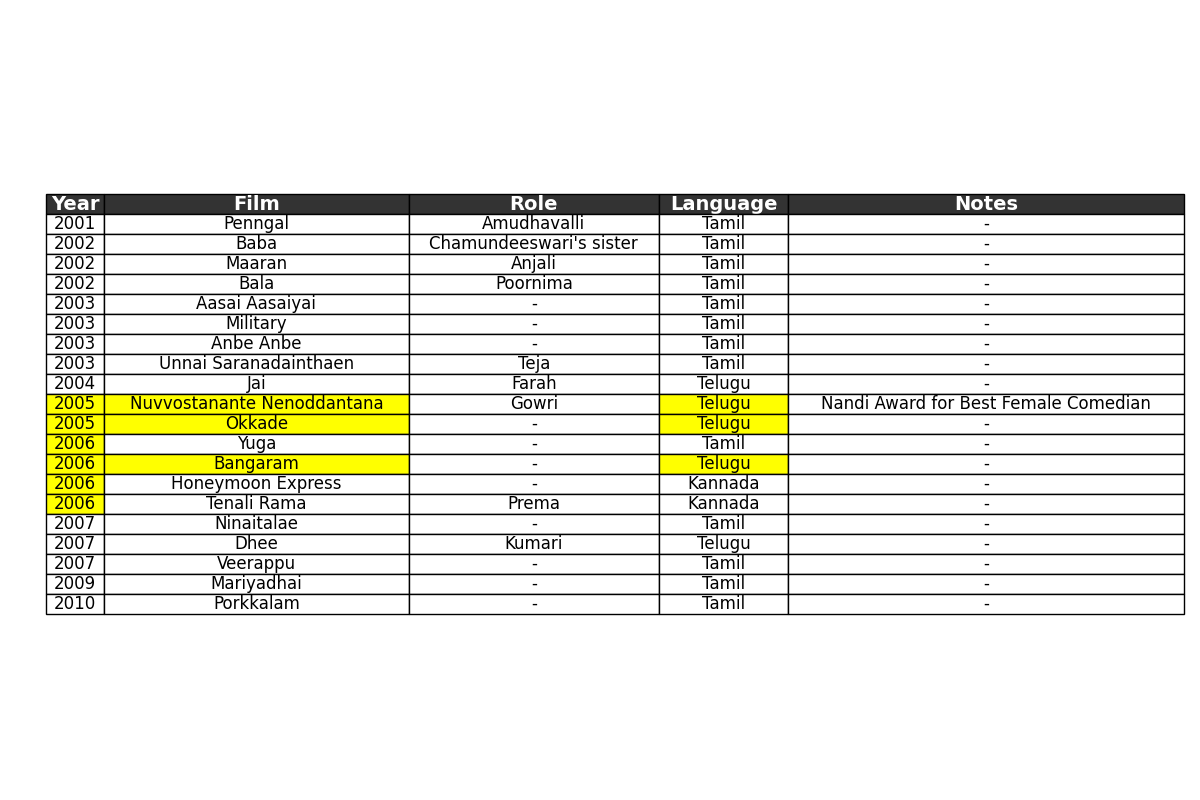 Year Film Role Language Notes
2001 Penngal Amudhavalli Tamil -
2002 Baba Chamundeeswari's sister Tamil -
2002 Maaran Anjali Tamil -
2002 Bala Poornima Tamil -
2003 Aasai Aasaiyai - Tamil -
2003 Military - Tamil -
2003 Anbe Anbe - Tamil -
2003 Unnai Saranadainthaen Teja Tamil -
2004 Jai Farah Telugu -
2005 Nuvvostanante Nenoddantana Gowri Telugu Nandi Award for Best Female Comedian
2005 Okkade - Telugu -
2006 Yuga - Tamil -
2006 Bangaram - Telugu -
2006 Honeymoon Express - Kannada -
2006 Tenali Rama Prema Kannada -
2007 Ninaitalae - Tamil -
2007 Dhee Kumari Telugu -
2007 Veerappu - Tamil -
2009 Mariyadhai - Tamil -
2010 Porkkalam - Tamil -